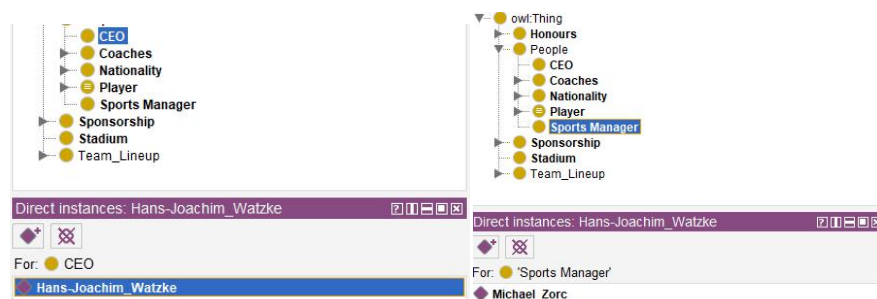 CEO
Coaches
Nationality
Player
Sports Manager
Sponsorship
Stadium
Team_Lineup
Direct instances: Hans-Joachim_Watzke
For: CEO
Hans-Joachim_Watzke
owl:Thing
Honours
People
CEO
Coaches
Nationality
Player
Sports Manager
Sponsorship
Stadium
Team_Lineup
Direct instances: Hans-Joachim_Watzke
For: 'Sports Manager'
Michael_Zorc